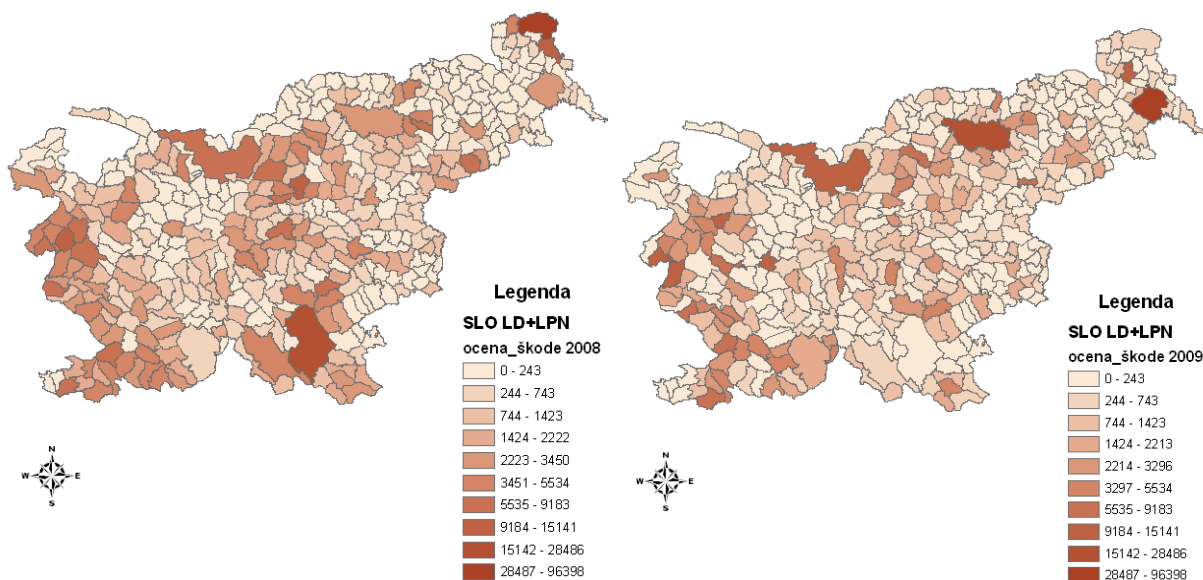 Legenda
SLO LD+LPN
ocena_škode 2008
0 - 243
244 - 743
744 - 1423
1424 - 2222
2223 - 3450
3451 - 5534
5535 - 9183
9184 - 15141
15142 - 28486
28487 - 96398
N
W E
S
Legenda
SLO LD+LPN
ocena_škode 2009
0 - 243
244 - 743
744 - 1423
1424 - 2213
2214 - 3296
3297 - 5534
5535 - 9183
9184 - 15141
15142 - 28486
28487 - 96398
N
W E
S